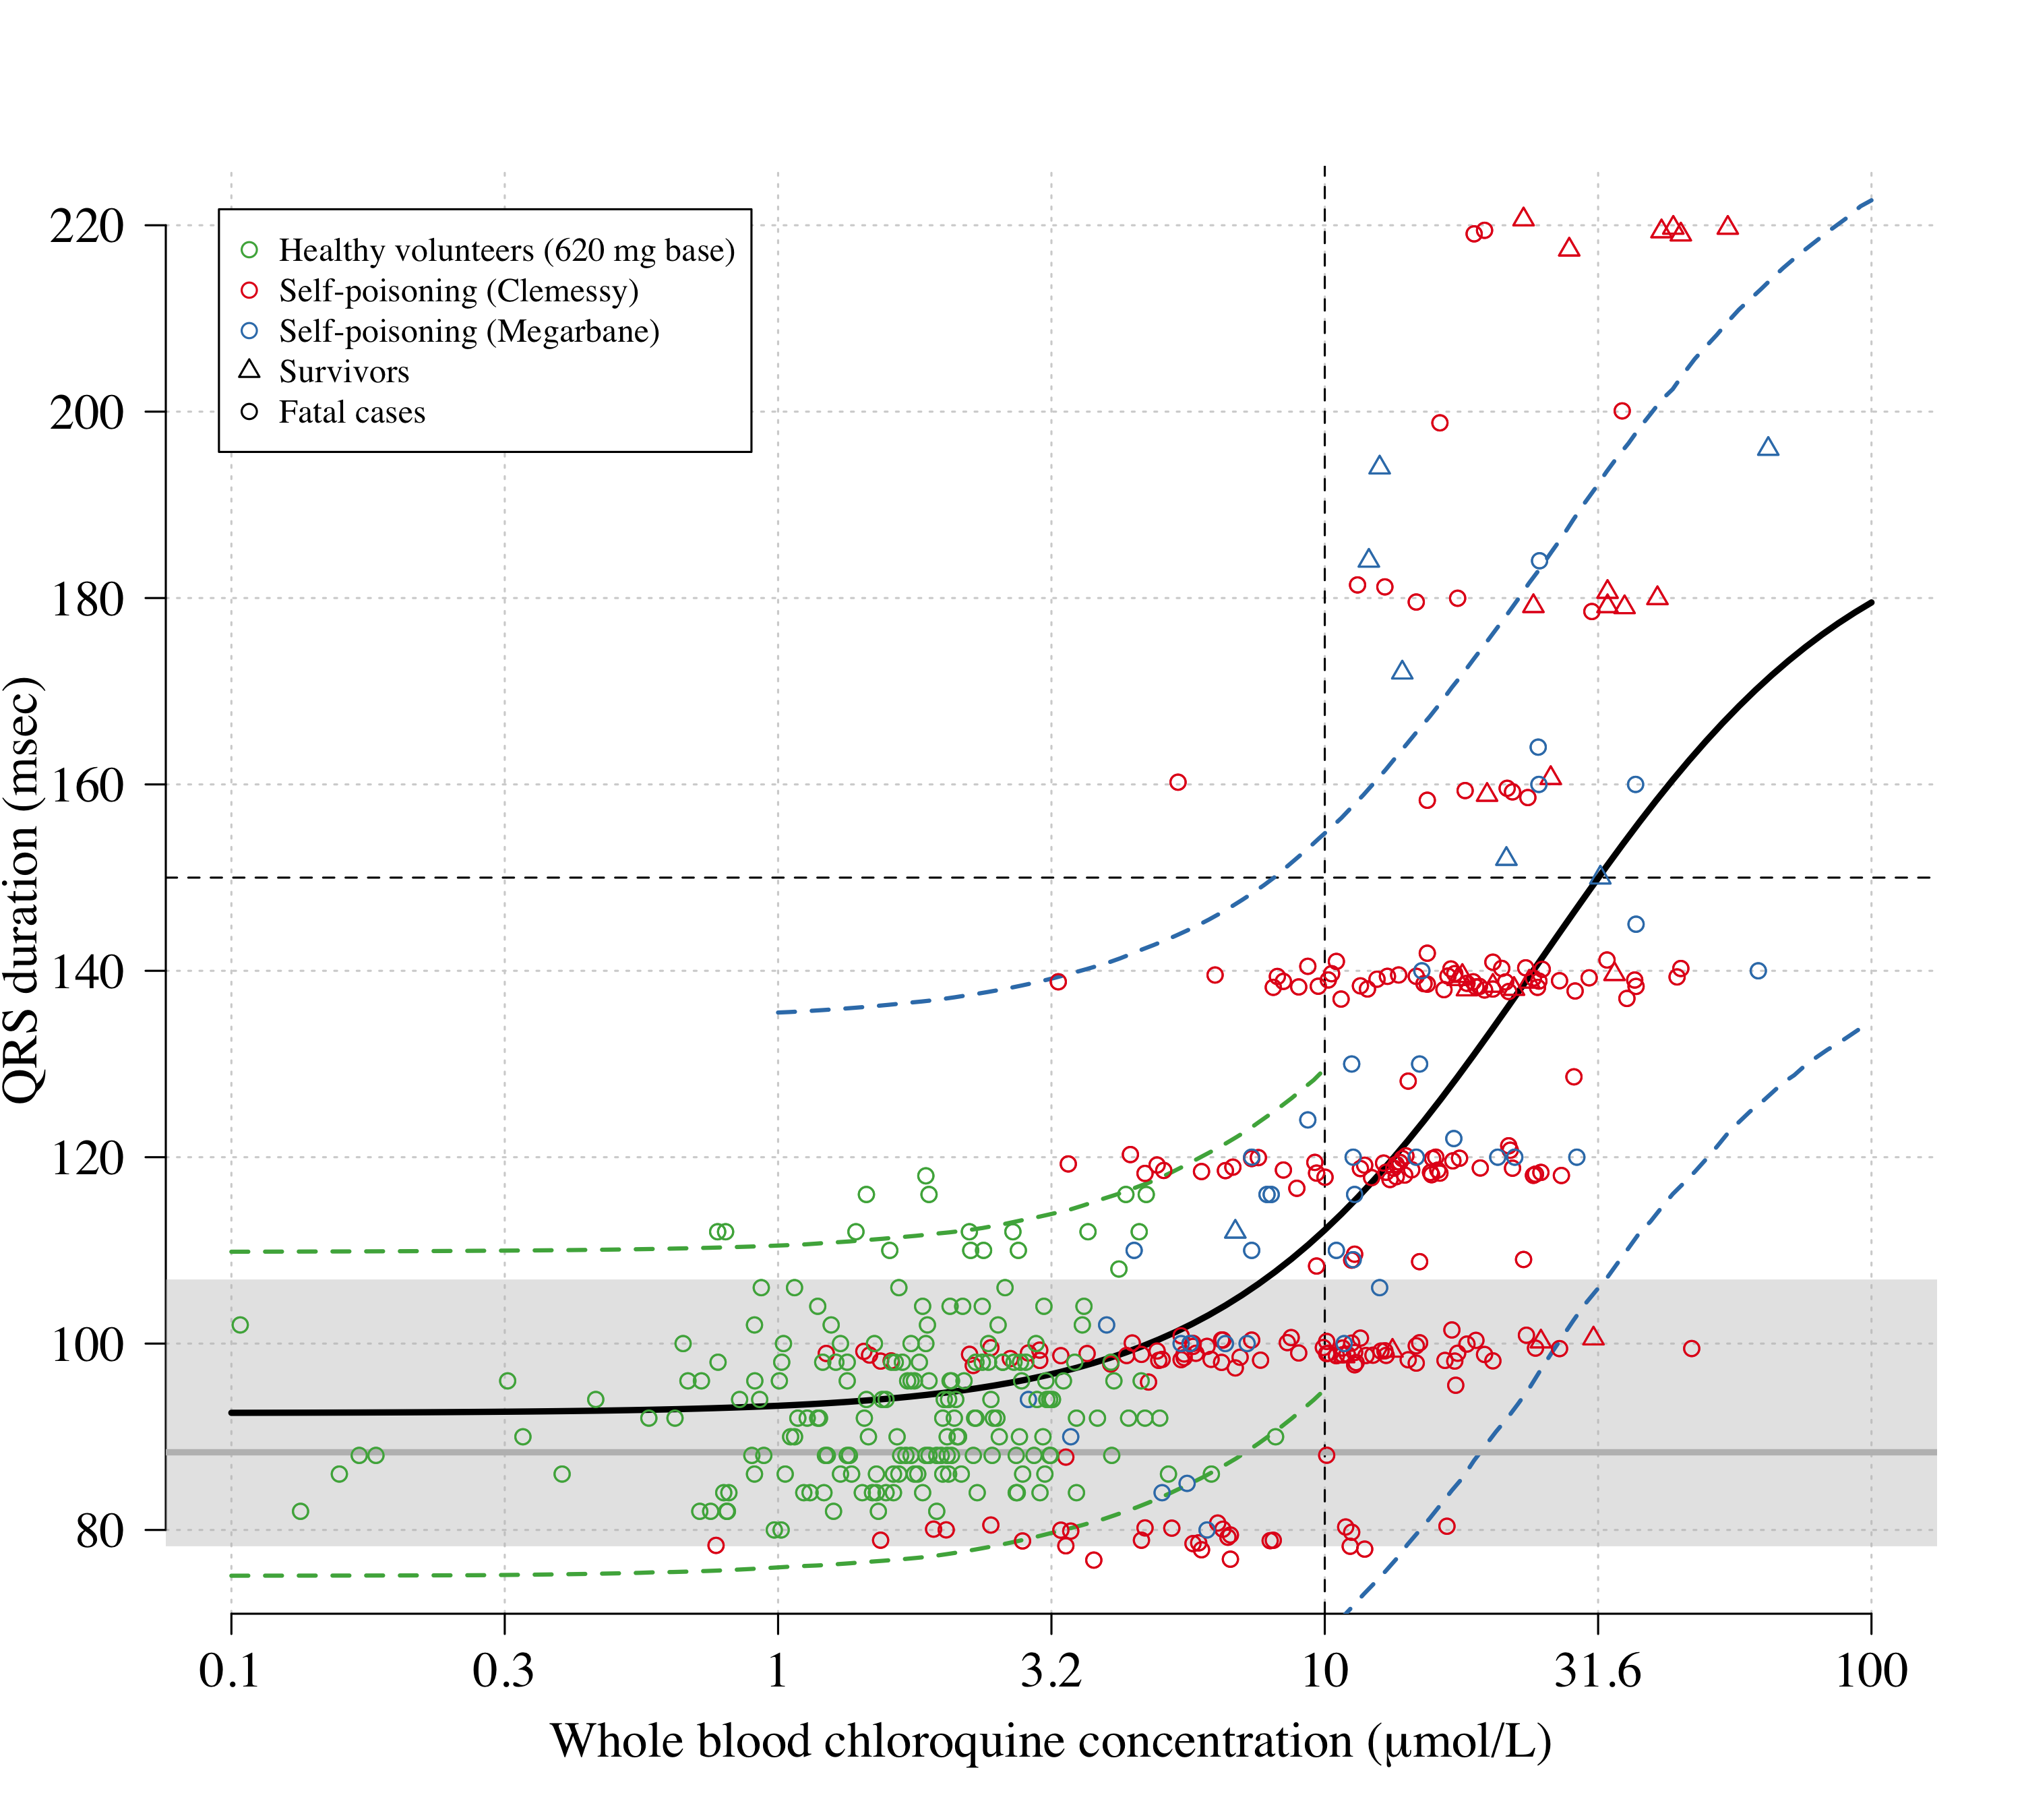 220
200
180
160
140
120
100
80
QRS duration (msec)
Healthy volunteers (620 mg base)
Self-poisoning (Clemessy)
Self-poisoning (Megarbane)
Survivors
Fatal cases
0.1 0.3 1 3.2 10 31.6 100
Whole blood chloroquine concentration (μmol/L)